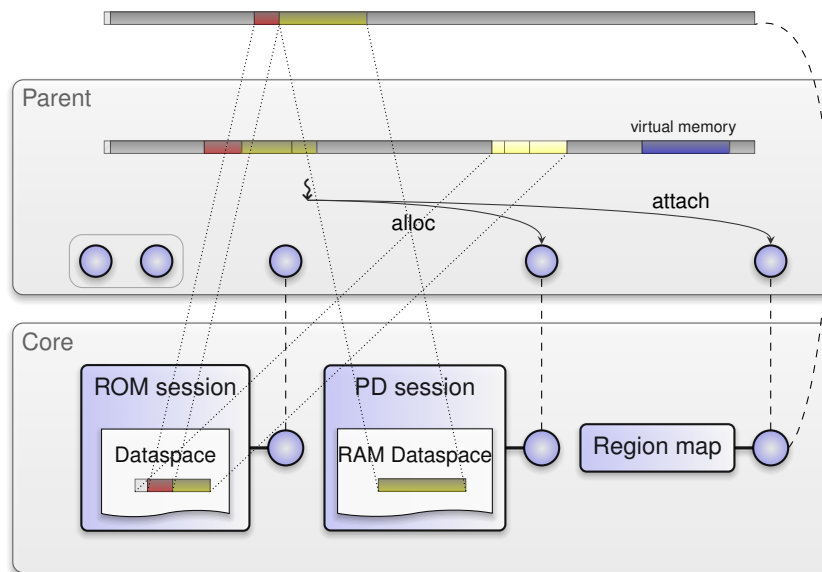 Parent
virtual memory
alloc
attach
Core
ROM session
PD session
Region map
Dataspace
RAM Dataspace